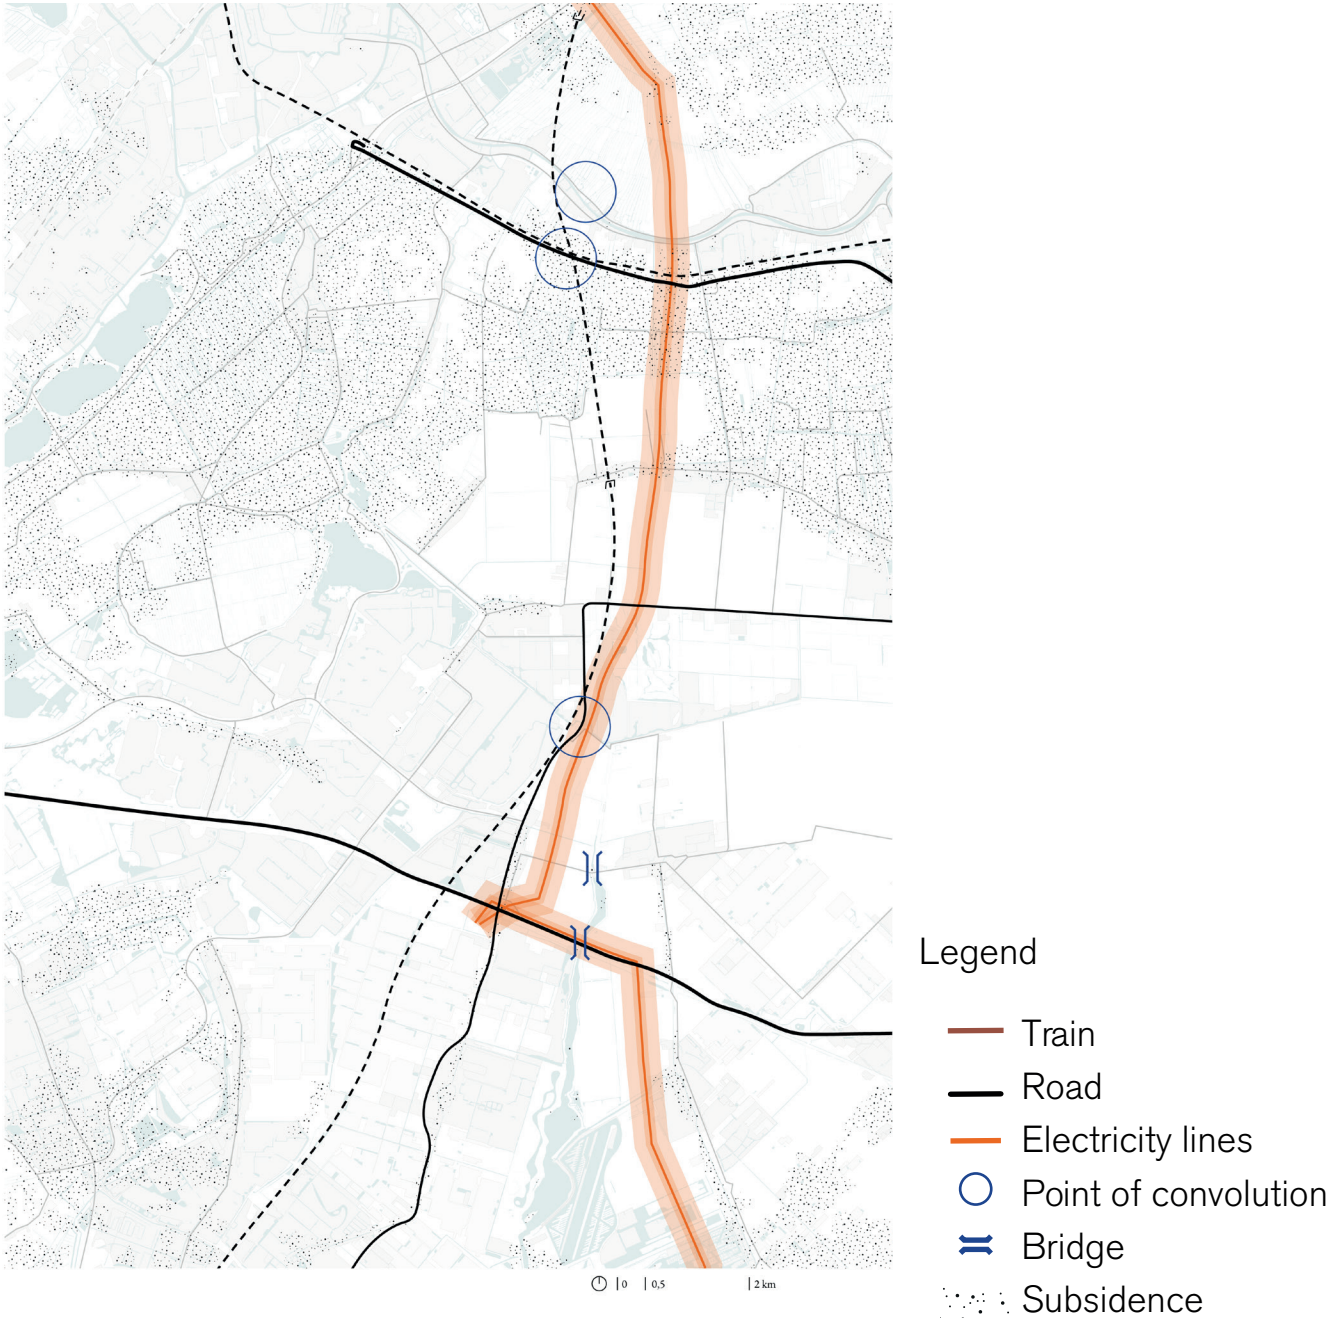 Legend
Train
Road
Electricity lines
Point of convolution
Bridge
Subsidence
0 0,5 2 km